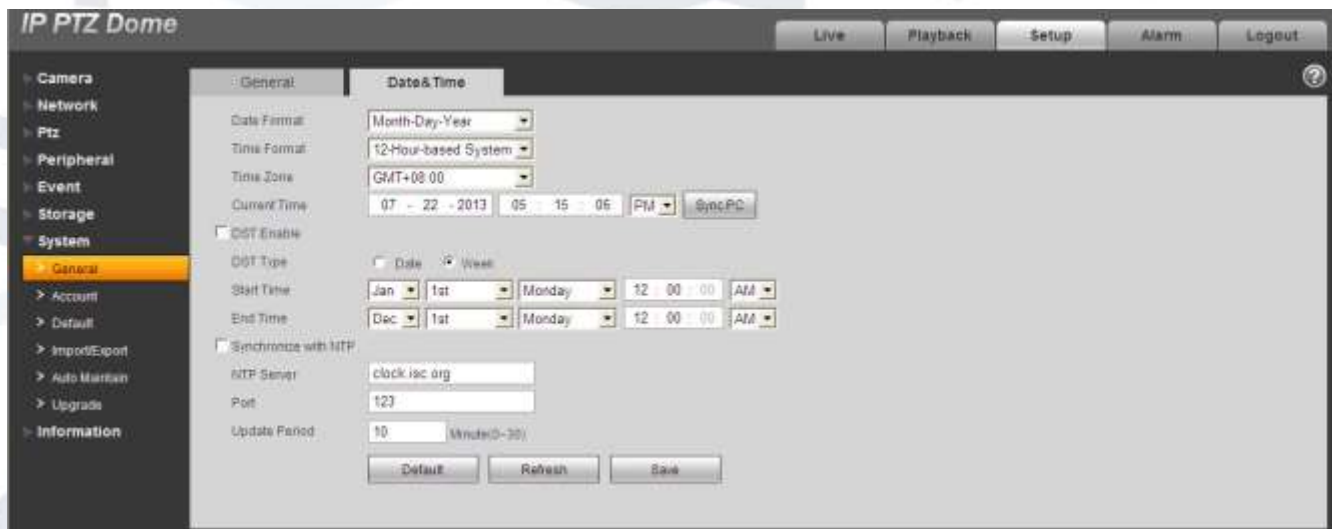 IP PTZ Dome
Live Playback Setup Alarm Logout
Camera
Network
Ptz
Peripheral
Event
Storage
System
General
Account
Default
Import/Export
Auto Maintain
Upgrade
Information
General Date&Time
Date Format Month-Day-Year
Time Format 12-Hour-based System
Time Zone GMT+08:00
Current Time 07 - 22 - 2013 05 : 15 : 06 PM Sync PC
DST Enable
DST Type Date Week
Start Time Jan 1st Monday 12 : 00 : 00 AM
End Time Dec 1st Monday 12 : 00 : 00 AM
Synchronize with NTP
NTP Server clock.isc.org
Port 123
Update Period 10 Minute(0~30)
Default Refresh Save